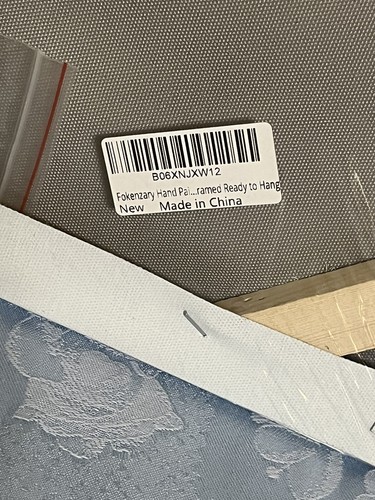 B06XNJXW12
Fokenzary Hand Pai...ramed Ready to Hang
New Made in China